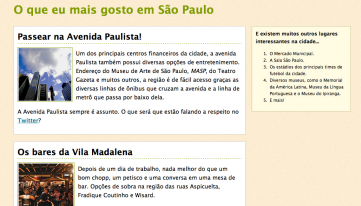 O que eu mais gosto em São Paulo
Passear na Avenida Paulista!
Um dos principais centros financeiros da cidade, a avenida
Paulista também possui diversas opções de entretenimento.
Endereço do Museu de Arte de São Paulo, MASP, do Teatro
Gazeta e muitos outros, a região é de fácil acesso graças as
diversas linhas de ônibus que cruzam a avenida e a linha de
metrô que passa por baixo dela.
A Avenida Paulista sempre é assunto. O que será que estão falando a respeito no
Twitter?
Os bares da Vila Madalena
Depois de um dia de trabalho, nada melhor do que um
bom chopp, um petisco e uma conversa em uma mesa de
bar. Opções de sobra na região das ruas Aspicuelta,
Fradique Coutinho e Wisard.
E existem muitos outros lugares
interessantes na cidade...
1. O Mercado Municipal.
2. A Sala São Paulo.
3. Os estádios dos principais times de
futebol da cidade.
4. Diversos museus, como o Memorial
da América Latina, Museu da Língua
Portuguesa e o Museu do Ipiranga.
5. E mais!